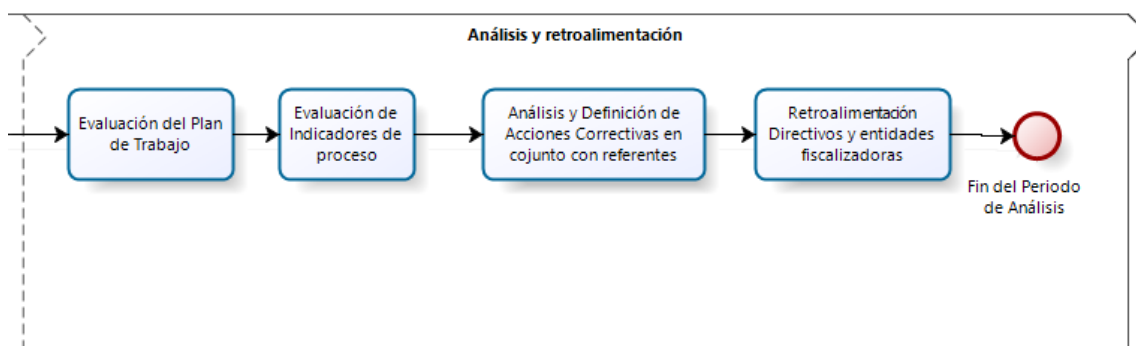 Análisis y retroalimentación
Evaluación del Plan
de Trabajo
Evaluación de
Indicadores de
proceso
Análisis y Definición de
Acciones Correctivas en
cojunto con referentes
Retroalimentación
Directivos y entidades
fiscalizadoras
Fin del Periodo
de Análisis